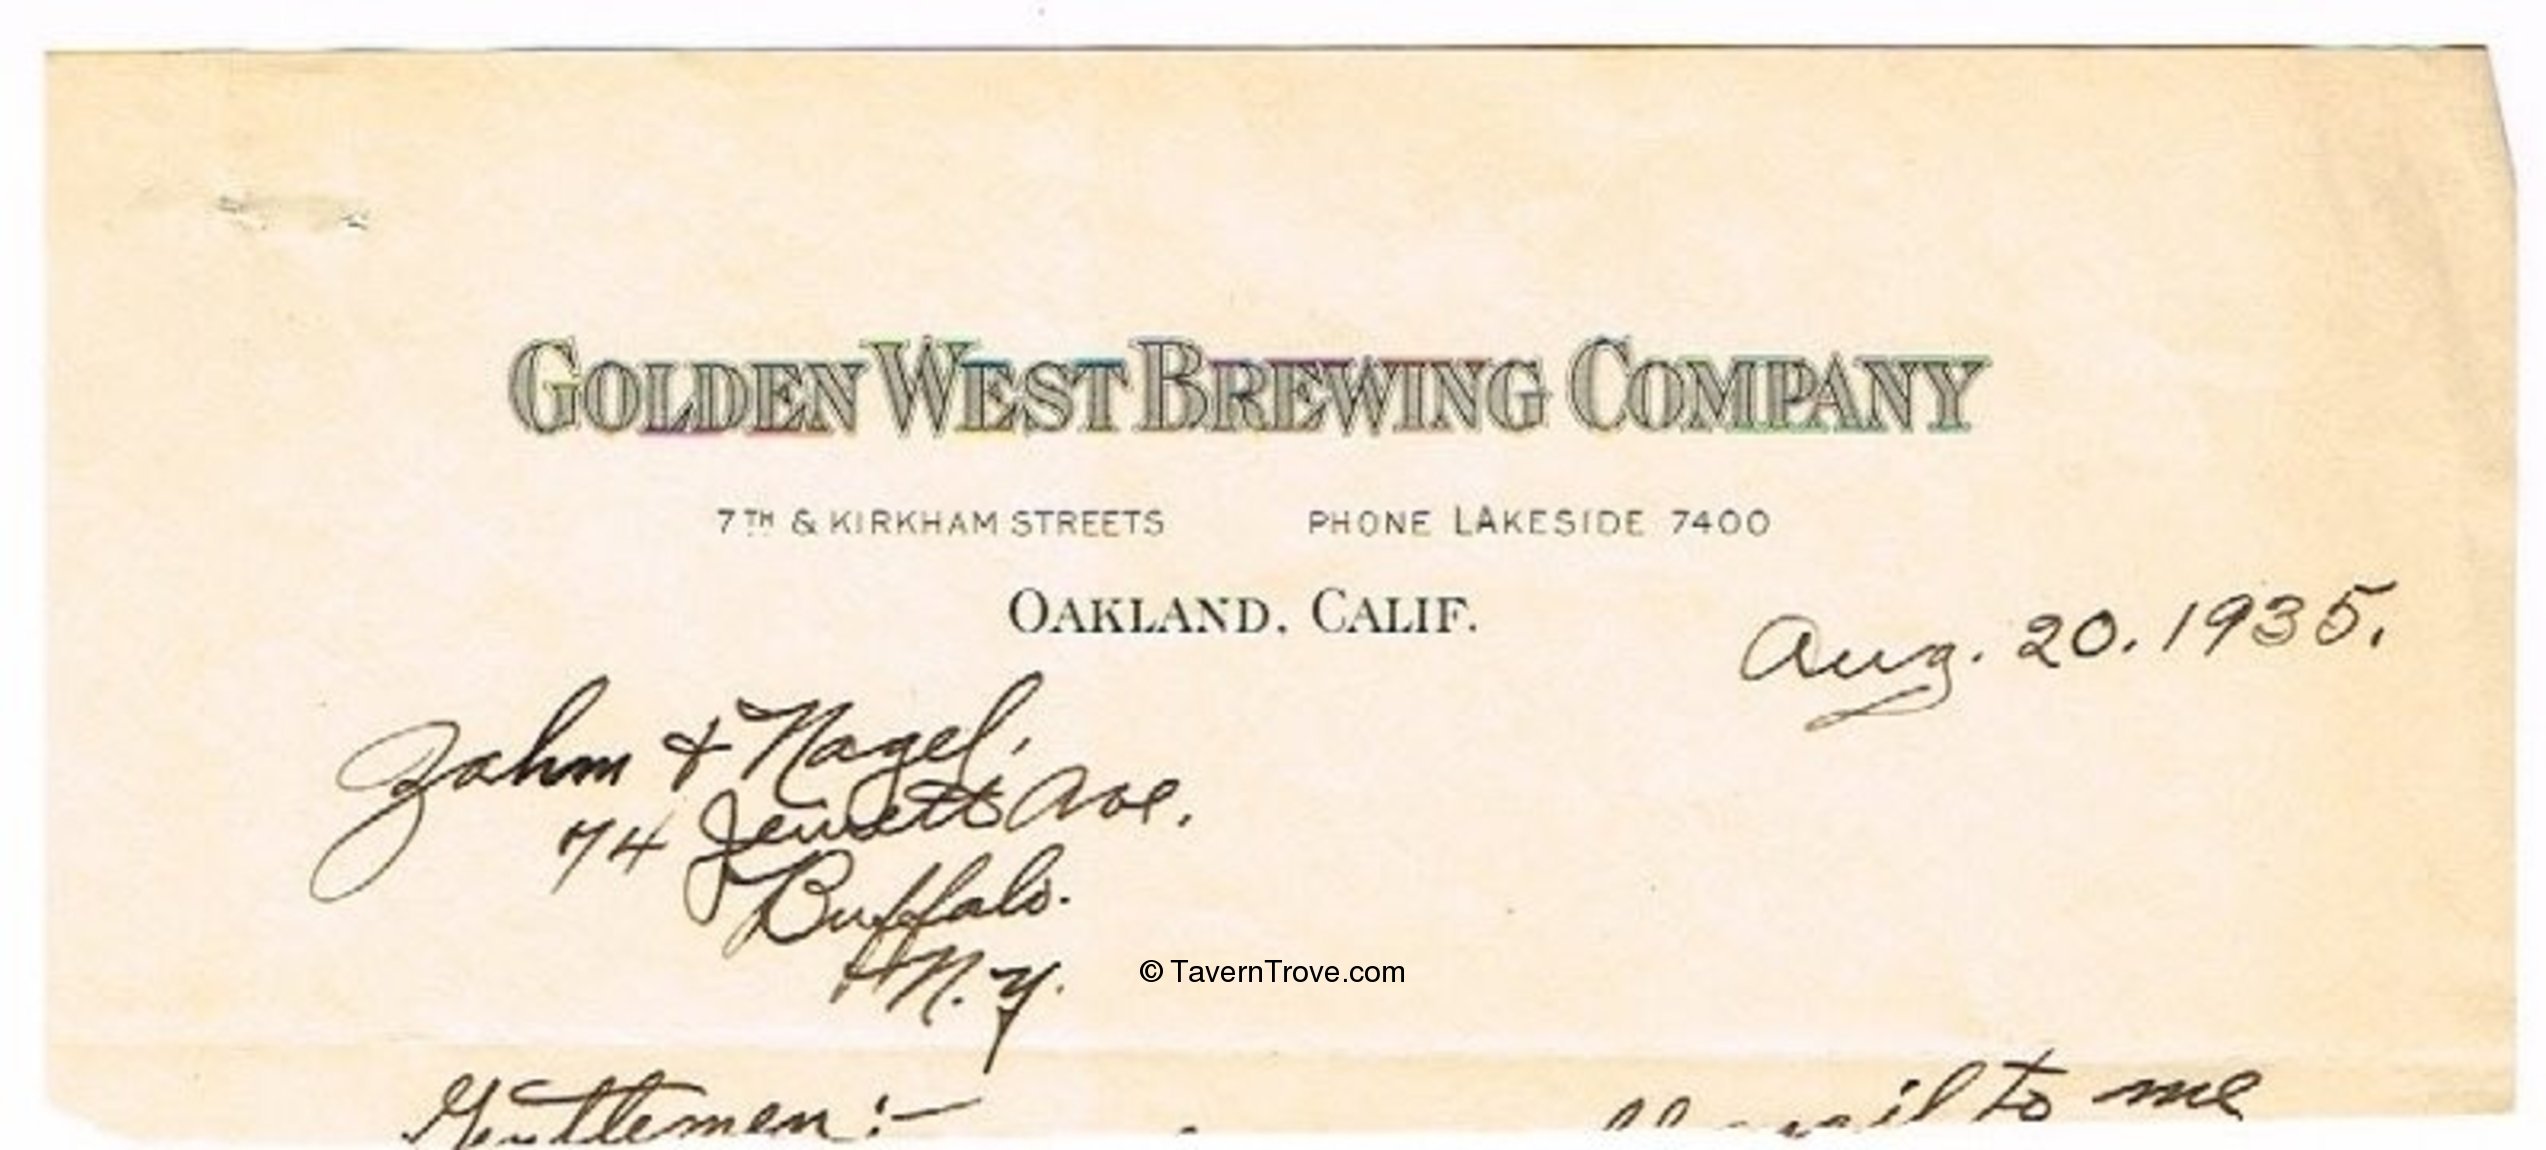 GOLDEN WEST BREWING COMPANY
7TH & KIRKHAM STREETS PHONE LAKESIDE 7400
OAKLAND, CALIF.
Aug. 20. 1935.
Zahm & Nagel,
74 Jewett Ave.
Buffalo.
N.Y.
© TavernTrove.com
Gentlemen:— mail to me